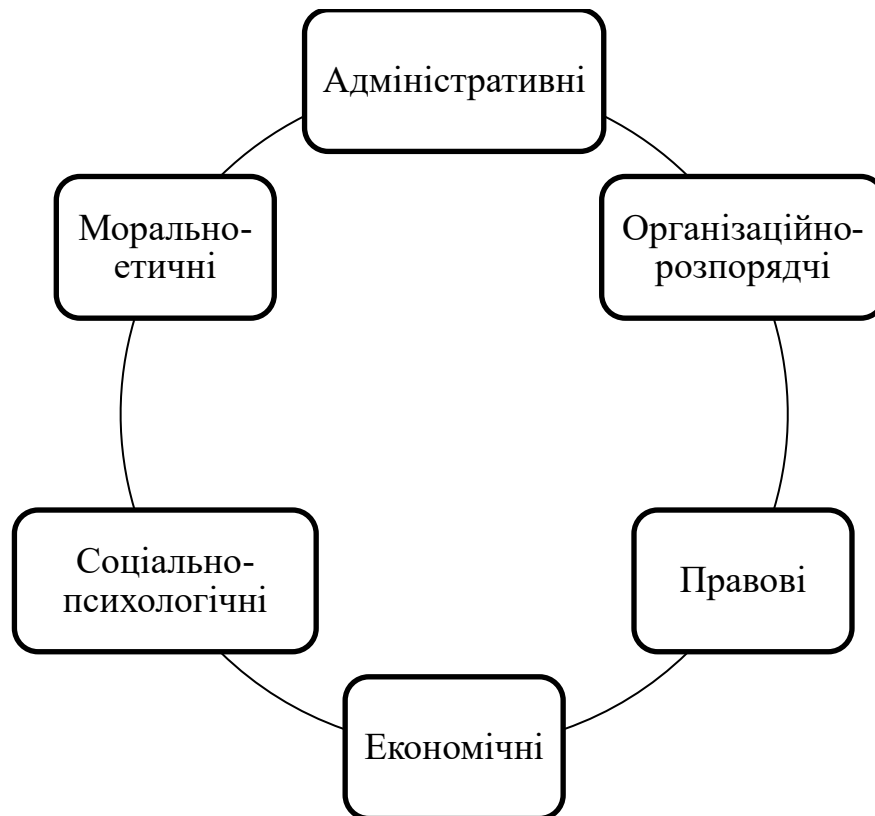 Адміністративні
Організаційно-
розпорядчі
Правові
Економічні
Соціально-
психологічні
Морально-
етичні